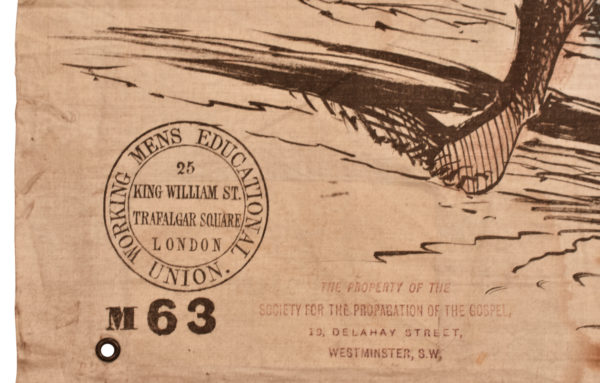 WORKING MENS EDUCATIONAL UNION.
25
KING WILLIAM ST.
TRAFALGAR SQUARE
LONDON
M 63
THE PROPERTY OF THE
SOCIETY FOR THE PROPAGATION OF THE GOSPEL,
19, DELAHAY STREET,
WESTMINSTER, S.W.